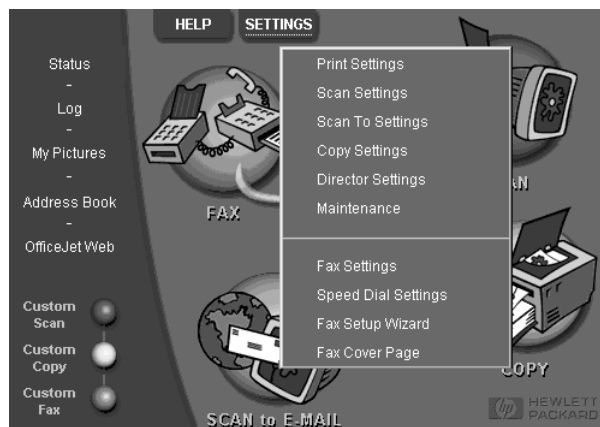 HELP
SETTINGS
Status
-
Log
-
My Pictures
-
Address Book
-
OfficeJet Web
Custom
Scan
Custom
Copy
Custom
Fax
Print Settings
Scan Settings
Scan To Settings
Copy Settings
Director Settings
Maintenance
Fax Settings
Speed Dial Settings
Fax Setup Wizard
Fax Cover Page
FAX
AN
SCAN to E-MAIL
COPY
hp
HEWLETT
PACKARD